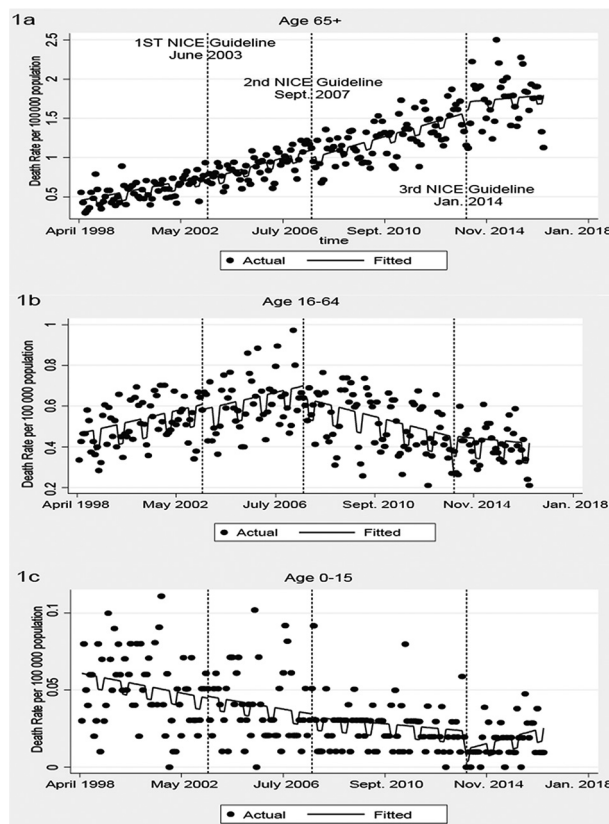 1a
Age 65+
Death Rate per 100 000 population
2.5
2
1.5
1
0.5
1ST NICE Guideline
June 2003
2nd NICE Guideline
Sept. 2007
3rd NICE Guideline
Jan. 2014
April 1998 May 2002 July 2006 Sept. 2010 Nov. 2014 Jan. 2018
time
Actual Fitted
1b
Age 16-64
Death Rate per 100 000 population
1
0.8
0.6
0.4
0.2
April 1998 May 2002 July 2006 Sept. 2010 Nov. 2014 Jan. 2018
Actual Fitted
1c
Age 0-15
Death Rate per 100 000 population
0.1
0.05
0
April 1998 May 2002 July 2006 Sept. 2010 Nov. 2014 Jan. 2018
Actual Fitted